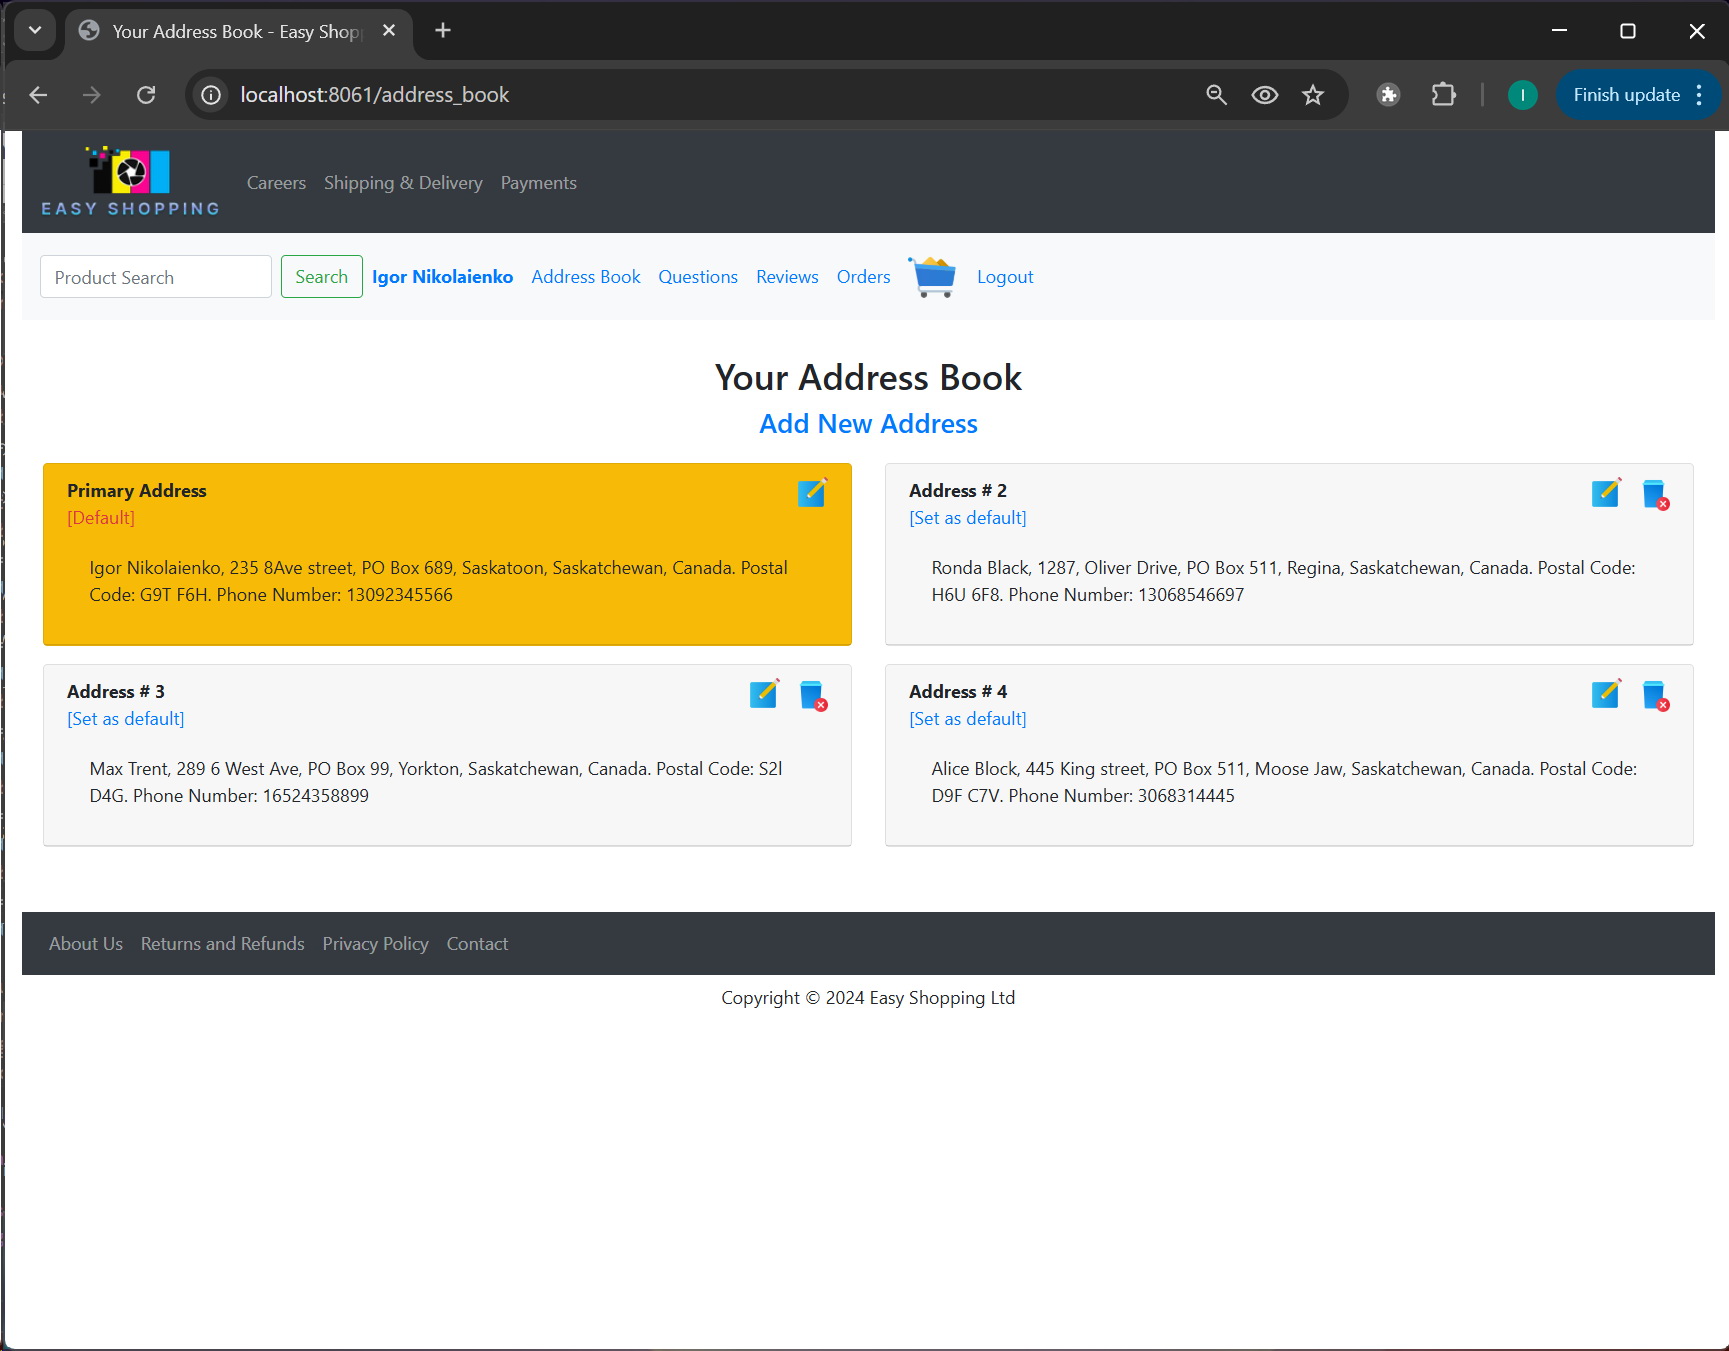 Your Address Book - Easy Shop
localhost:8061/address_book
Finish update
EASY SHOPPING
Careers Shipping & Delivery Payments
Product Search Search Igor Nikolaienko Address Book Questions Reviews Orders Logout
Your Address Book
Add New Address
Primary Address
[Default]
Igor Nikolaienko, 235 8Ave street, PO Box 689, Saskatoon, Saskatchewan, Canada. Postal
Code: G9T F6H. Phone Number: 13092345566
Address # 2
[Set as default]
Ronda Black, 1287, Oliver Drive, PO Box 511, Regina, Saskatchewan, Canada. Postal Code:
H6U 6F8. Phone Number: 13068546697
Address # 3
[Set as default]
Max Trent, 289 6 West Ave, PO Box 99, Yorkton, Saskatchewan, Canada. Postal Code: S2l
D4G. Phone Number: 16524358899
Address # 4
[Set as default]
Alice Block, 445 King street, PO Box 511, Moose Jaw, Saskatchewan, Canada. Postal Code:
D9F C7V. Phone Number: 3068314445
About Us Returns and Refunds Privacy Policy Contact
Copyright © 2024 Easy Shopping Ltd